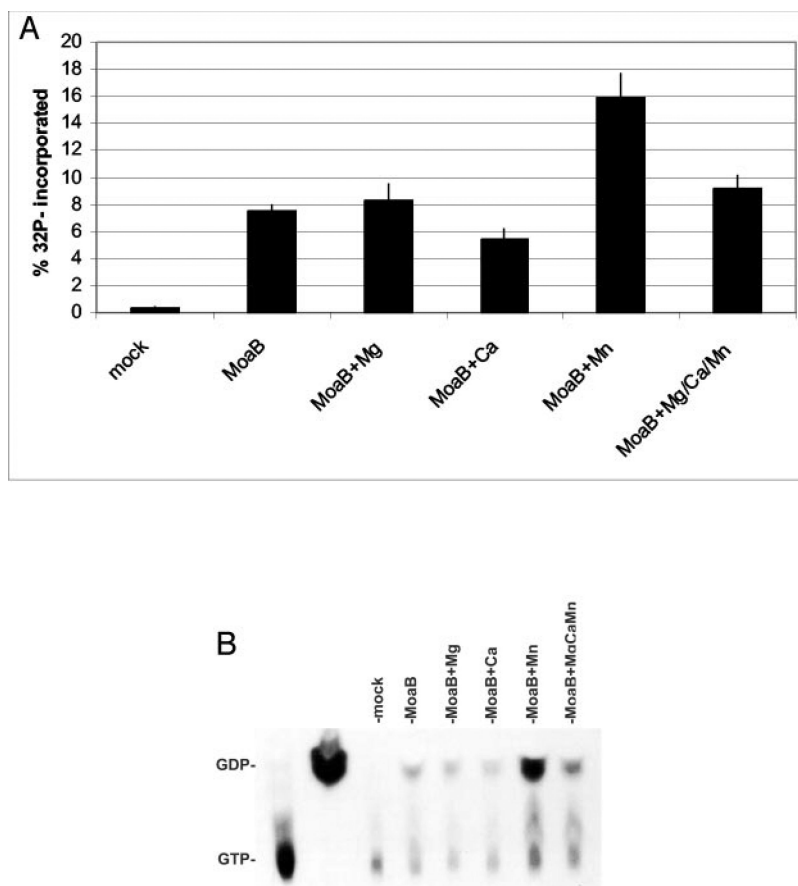 A
20
18
16
14
12
10
8
6
4
2
0
% 32P- incorporated
mock
MoaB
MoaB+Mg
MoaB+Ca
MoaB+Mn
MoaB+Mg/Ca/Mn
B
-mock
-MoaB
-MoaB+Mg
-MoaB+Ca
-MoaB+Mn
-MoaB+MgCaMn
GDP-
GTP-